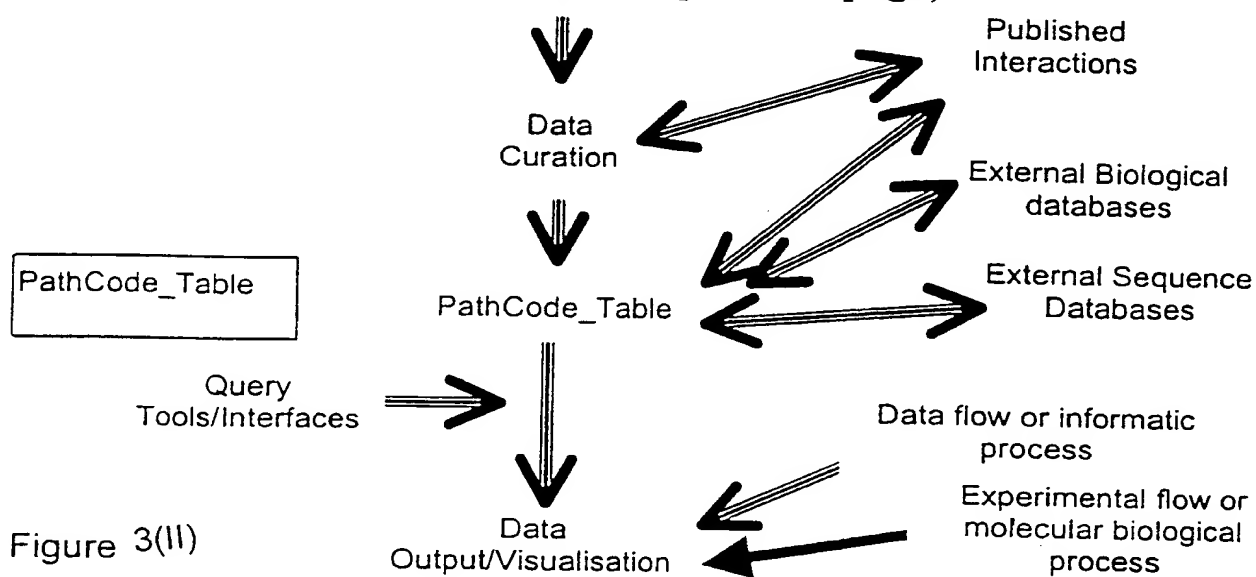 Published
Interactions
Data
Curation
External Biological
databases
PathCode_Table
PathCode_Table
External Sequence
Databases
Query
Tools/Interfaces
Data flow or informatic
process
Experimental flow or
molecular biological
process
Data
Output/Visualisation
Figure 3(II)